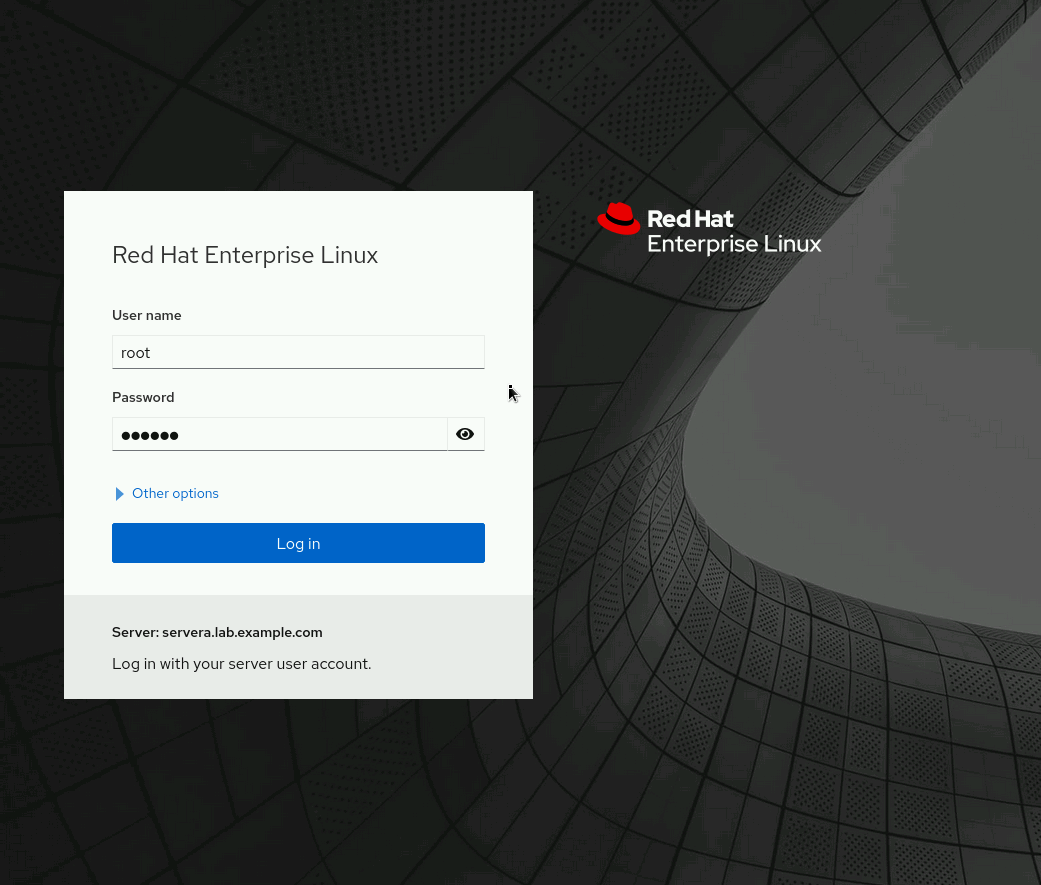 Red Hat
Enterprise Linux
Red Hat Enterprise Linux
User name
root
Password
●●●●●●
Other options
Log in
Server: servera.lab.example.com
Log in with your server user account.